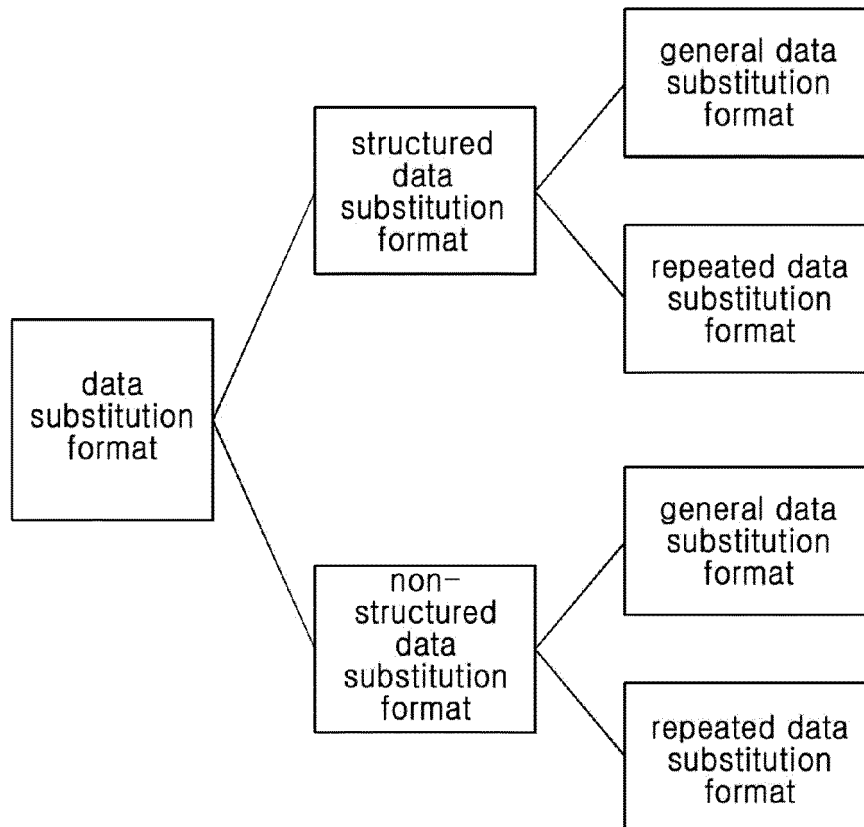 data
substitution
format
structured
data
substitution
format
non-
structured
data
substitution
format
general data
substitution
format
repeated data
substitution
format
general data
substitution
format
repeated data
substitution
format